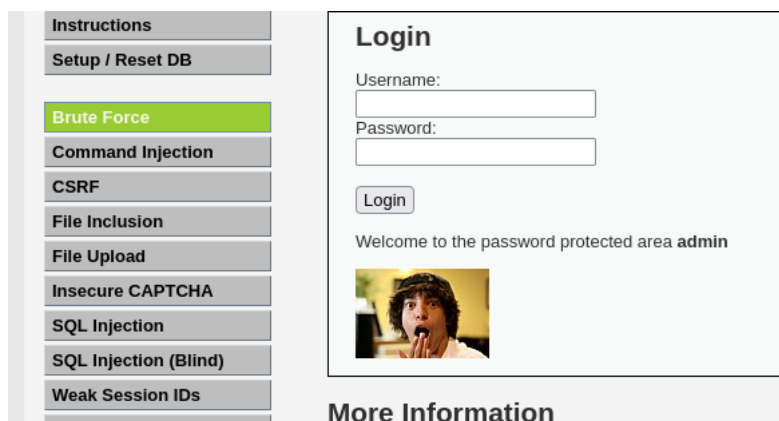 Instructions
Setup / Reset DB
Brute Force
Command Injection
CSRF
File Inclusion
File Upload
Insecure CAPTCHA
SQL Injection
SQL Injection (Blind)
Weak Session IDs
Login
Username:
Password:
Login
Welcome to the password protected area admin
More Information